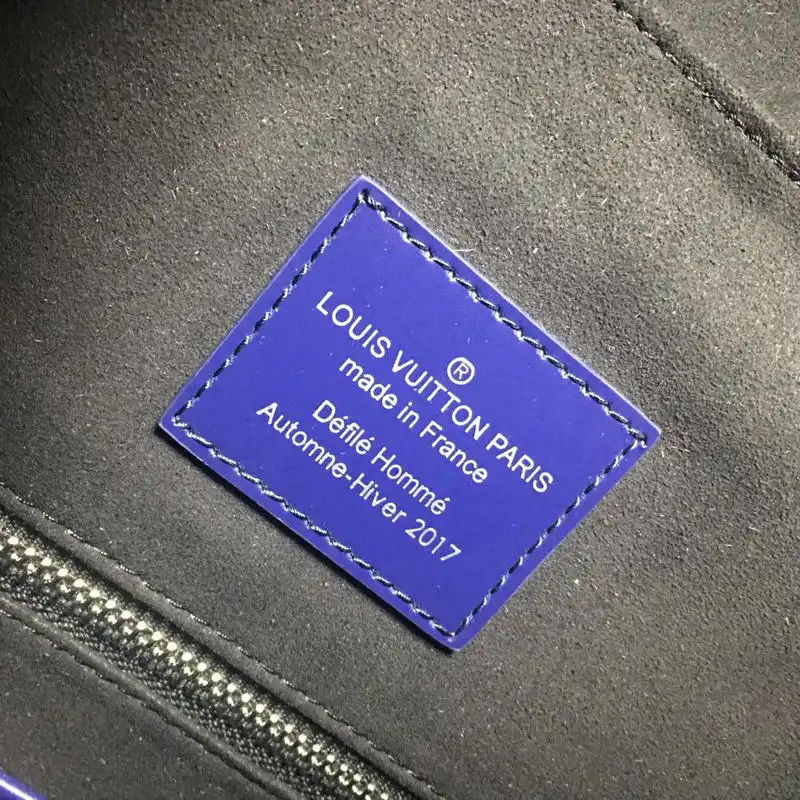 ®
LOUIS VUITTON PARIS
made in France
Défilé Hommé
Automne-Hiver 2017